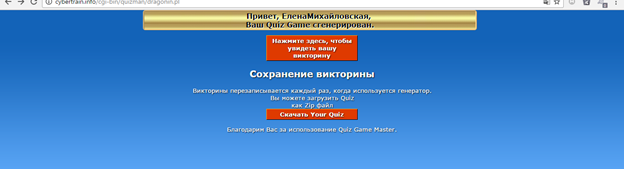 cybertrain.info/cgi-bin/quizman/dragonin.pl
Привет, ЕленаМихайловская,
Ваш Quiz Game сгенерирован.
Нажмите здесь, чтобы
увидеть вашу
викторину
Сохранение викторины
Викторины перезаписывается каждый раз, когда используется генератор.
Вы можете загрузить Quiz
как Zip файл
Скачать Your Quiz
Благодарим Вас за использование Quiz Game Master.